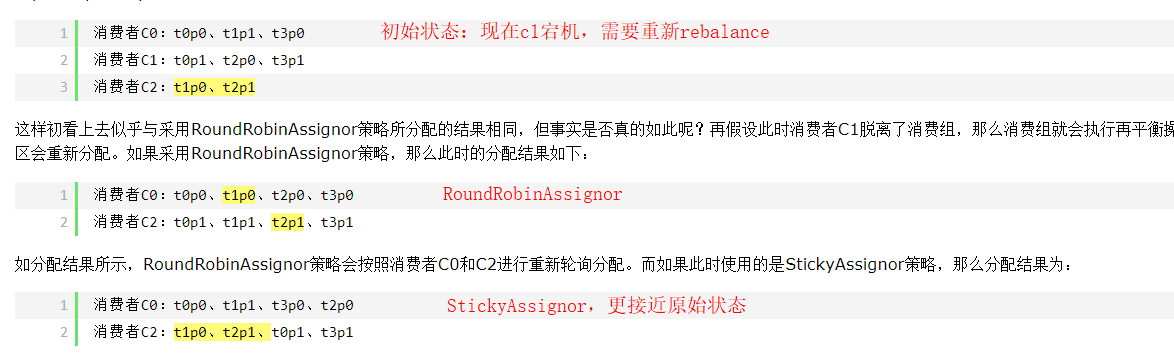 1 消费者C0：t0p0、t1p1、t3p0 初始状态：现在c1宕机，需要重新rebalance
2 消费者C1：t0p1、t2p0、t3p1
3 消费者C2：t1p0、t2p1
这样初看上去似乎与采用RoundRobinAssignor策略所分配的结果相同，但事实是否真的如此呢？再假设此时消费者C1脱离了消费组，那么消费组就会执行再平衡操
区会重新分配。如果采用RoundRobinAssignor策略，那么此时的分配结果如下：
1 消费者C0：t0p0、t1p0、t2p0、t3p0 RoundRobinAssignor
2 消费者C2：t0p1、t1p1、t2p1、t3p1
如分配结果所示，RoundRobinAssignor策略会按照消费者C0和C2进行重新轮询分配。而如果此时使用的是StickyAssignor策略，那么分配结果为：
1 消费者C0：t0p0、t1p1、t3p0、t2p0 StickyAssignor，更接近原始状态
2 消费者C2：t1p0、t2p1、t0p1、t3p1